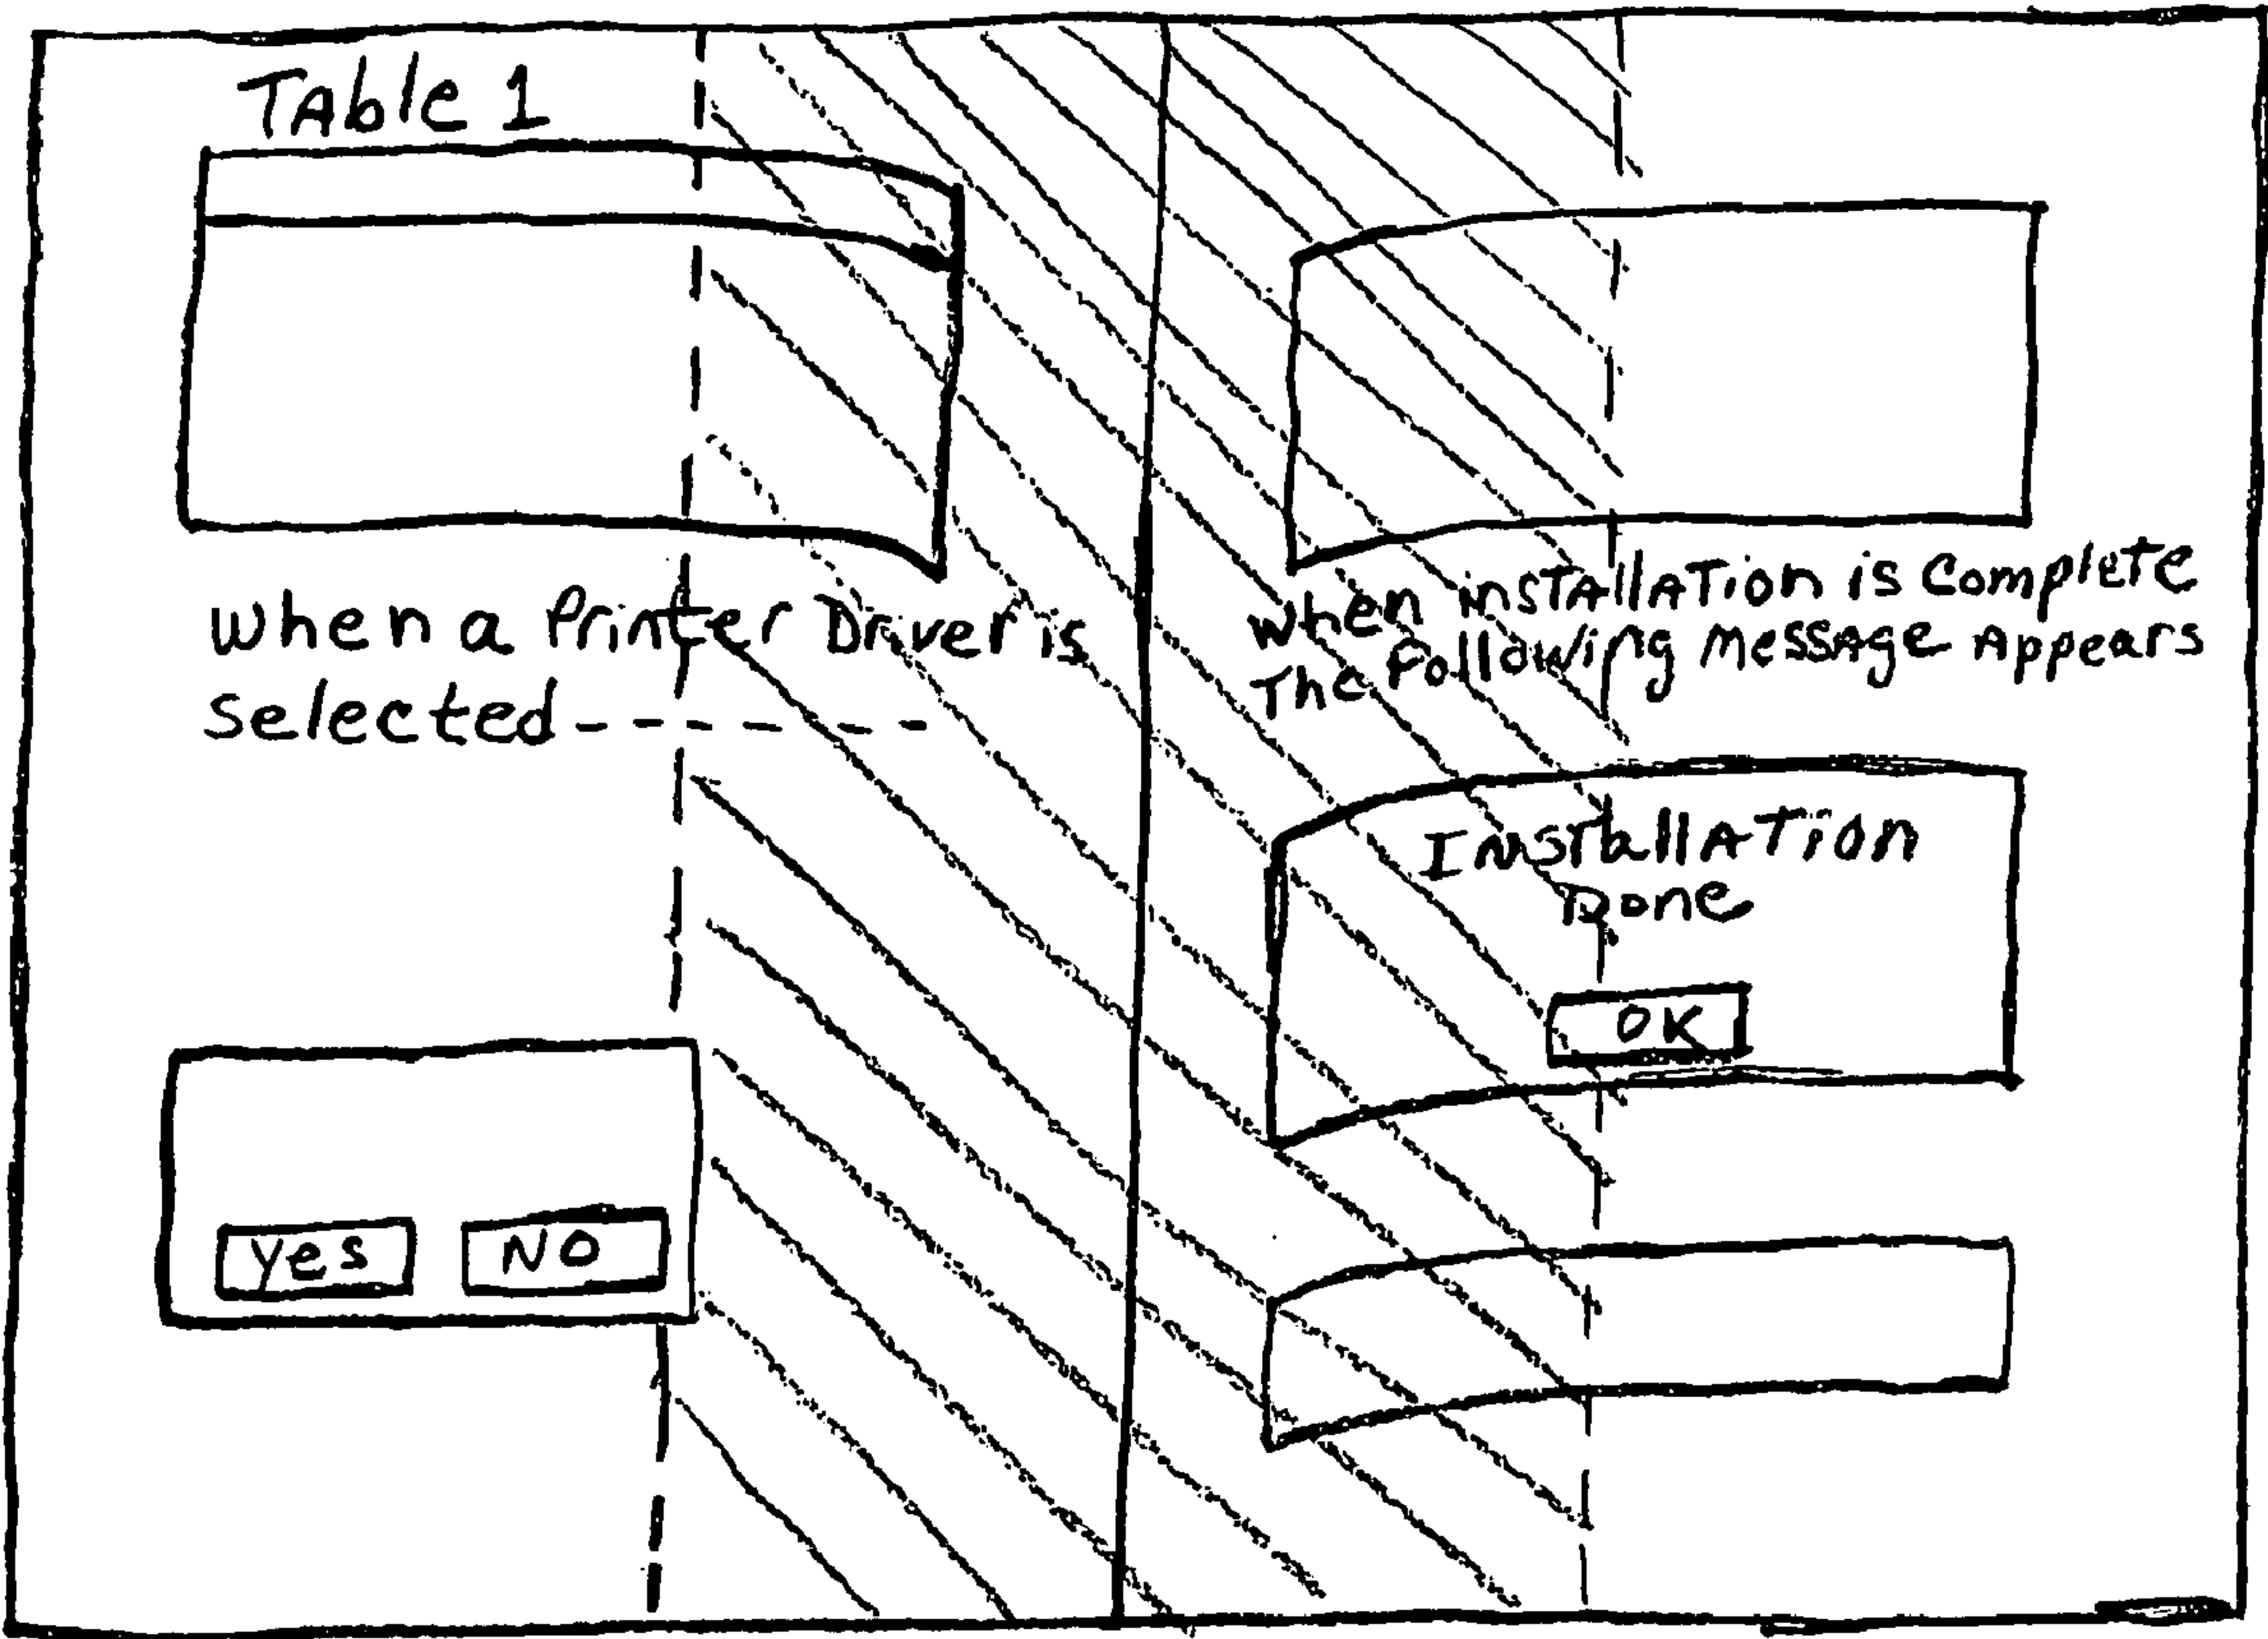 Table 1
When a Printer Driver is
Selected - - - - - -
Yes NO
When installation is complete
The Following Message Appears
Installation
Done
OK